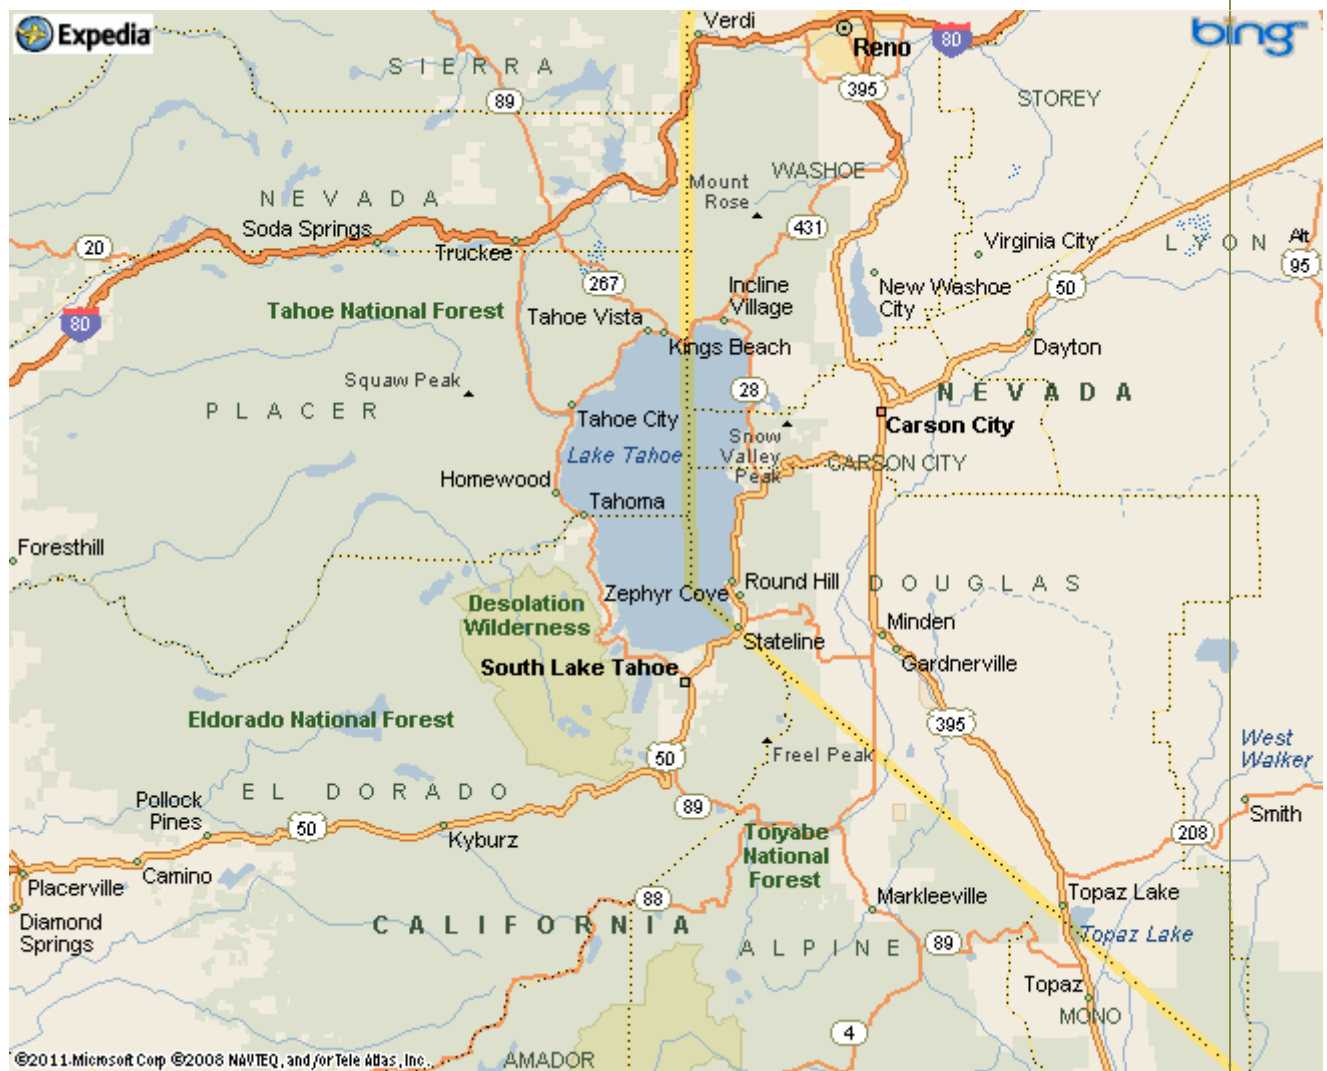 Expedia
bing
Verdi
Reno
80
SIERRA
89
395
STOREY
WASHOE
Mount
Rose
NEVADA
Soda Springs
20
Truckee
431
Virginia City
LYON
Alt
95
267
Incline
Village
New Washoe
City
50
Tahoe National Forest
80
Tahoe Vista
Kings Beach
Dayton
Squaw Peak
28
NEVADA
PLACER
Tahoe City
Carson City
Lake Tahoe
Snow
Valley
Peak
CARSON CITY
Homewood
Tahoma
Foresthill
Round Hill
DOUGLAS
Zephyr Cove
Desolation
Wilderness
Minden
Stateline
Gardnerville
South Lake Tahoe
Eldorado National Forest
395
West
Walker
50
Freel Peak
EL DORADO
Pollock
Pines
89
Smith
50
Kyburz
208
Toiyabe
National
Forest
Camino
Placerville
88
Markleeville
Topaz Lake
Diamond
Springs
CALIFORNIA
Topaz Lake
ALPINE
89
Topaz
MONO
4
©2011 Microsoft Corp ©2008 NAVTEQ, and/or Tele Atlas, Inc.
AMADOR